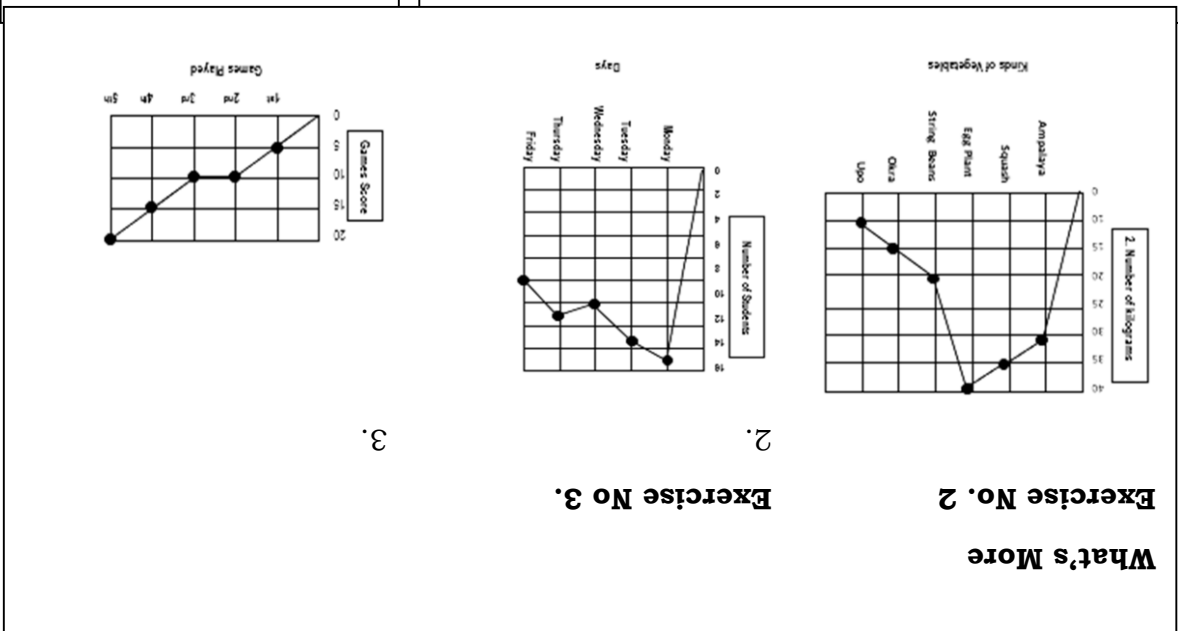 What's More
Exercise No. 2
Exercise No 3.
2. Number of kilograms
40
35
30
25
20
15
10
0
Ampalaya
Squash
Egg Plant
String Beans
Okra
Upo
Kinds of Vegetables
2.
Number of Students
16
14
12
10
8
6
4
2
0
Monday
Tuesday
Wednesday
Thursday
Friday
Days
3.
Games Score
20
15
10
5
0
1st 2nd 3rd 4th 5th
Games Played